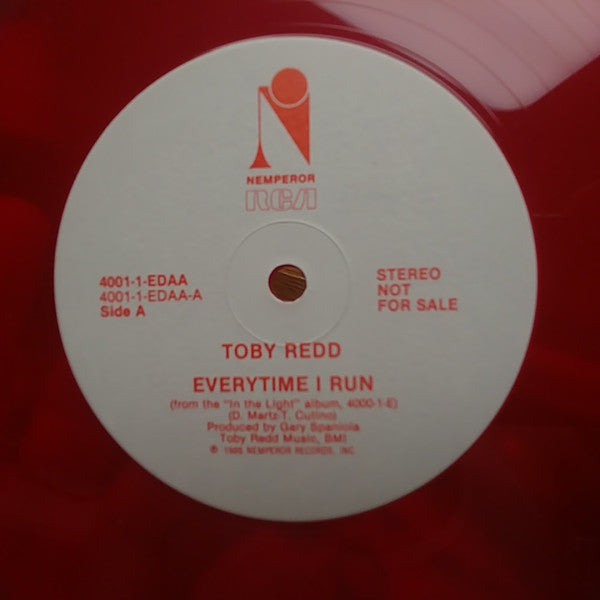 NEMPEROR
RCA
4001-1-EDAA
4001-1-EDAA-A
Side A
STEREO
NOT
FOR SALE
TOBY REDD
EVERYTIME I RUN
(from the "In the Light" album, 4000-1-E)
(D. Martz-T. Cutino)
Produced by Gary Spaniola
Toby Redd Music, BMI
℗ 1985 NEMPEROR RECORDS, INC.